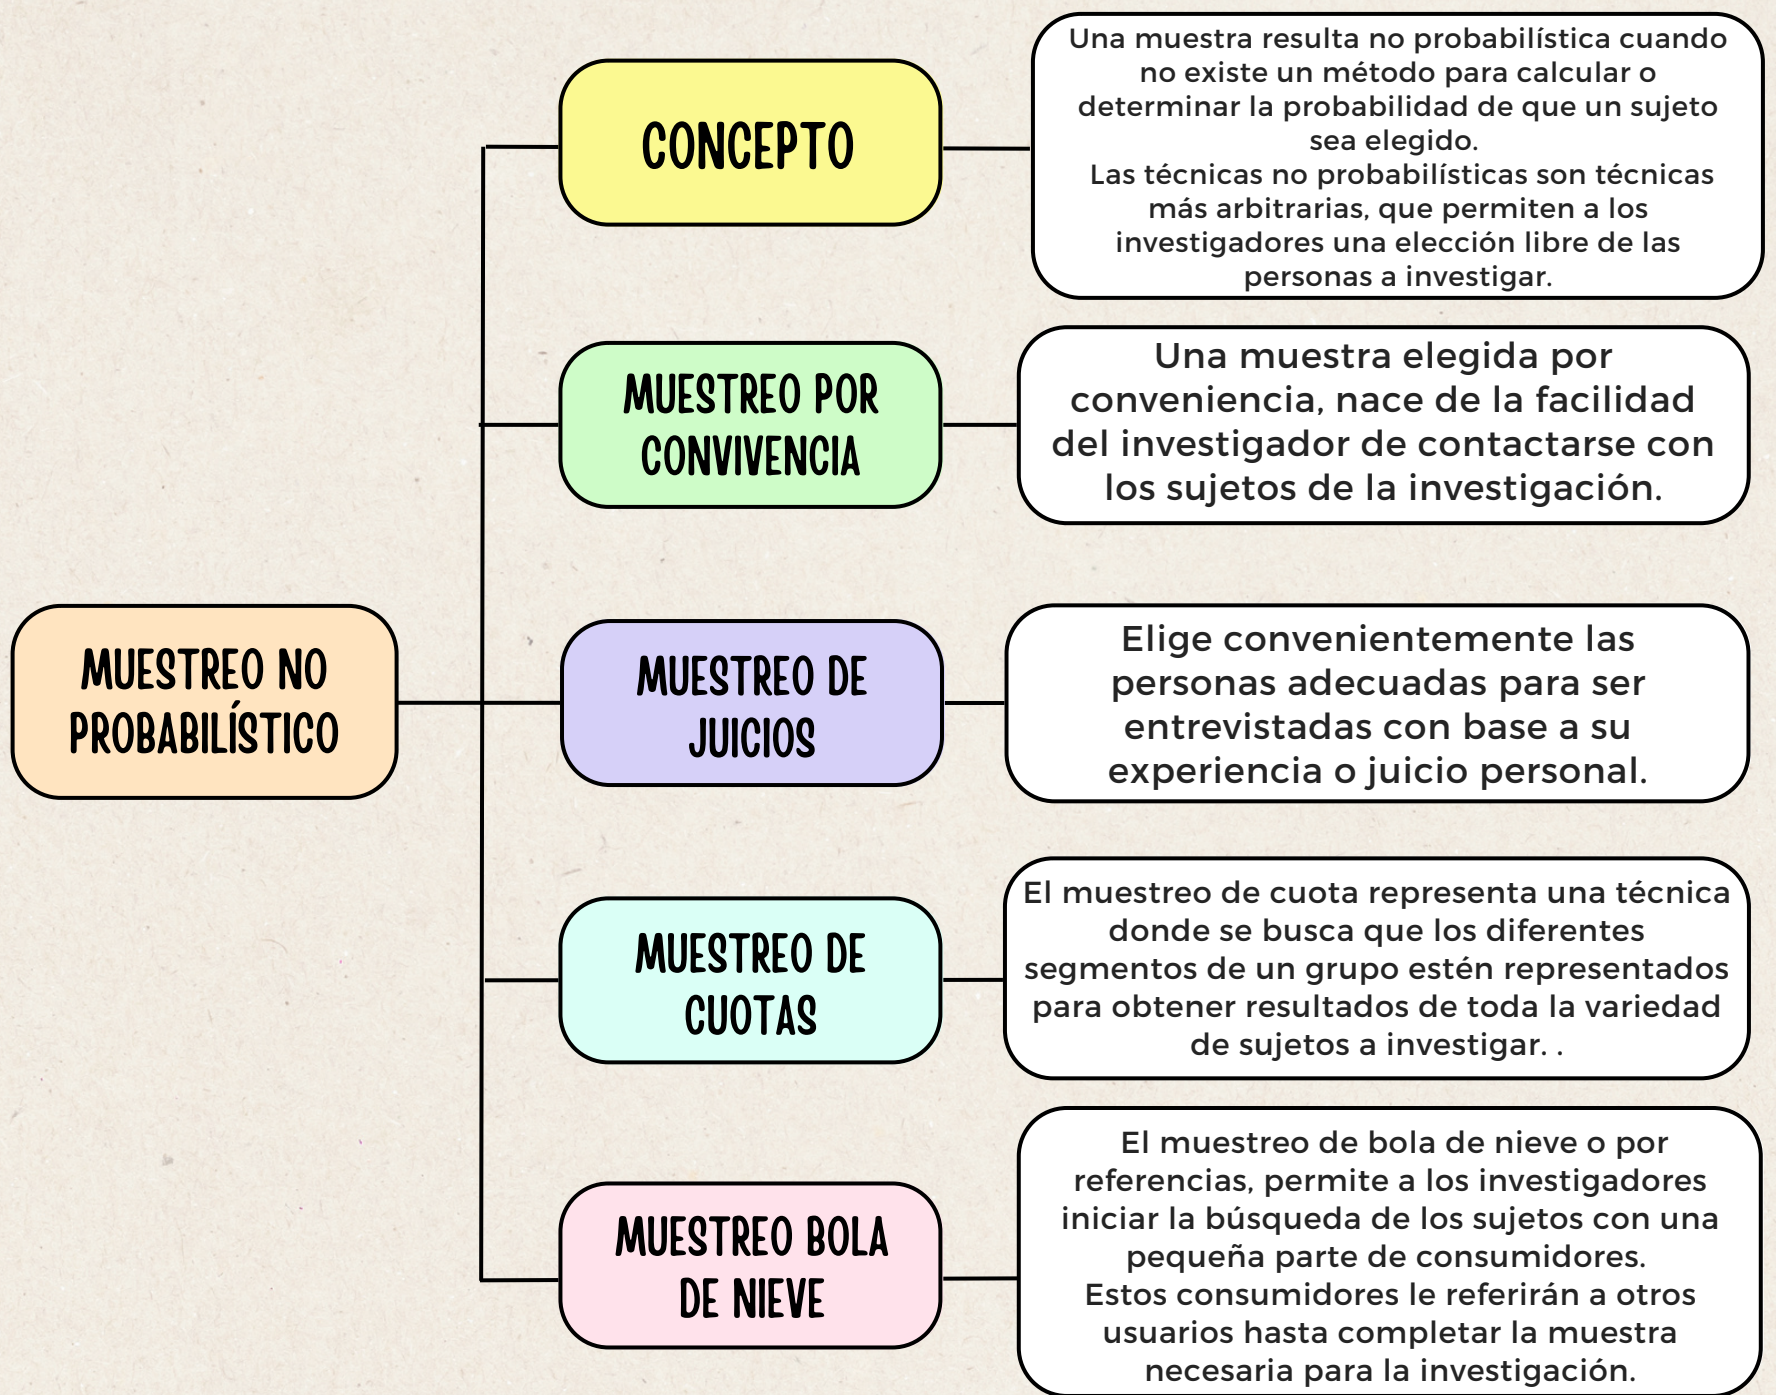 MUESTREO NO
PROBABILÍSTICO
CONCEPTO
Una muestra resulta no probabilística cuando
no existe un método para calcular o
determinar la probabilidad de que un sujeto
sea elegido.
Las técnicas no probabilísticas son técnicas
más arbitrarias, que permiten a los
investigadores una elección libre de las
personas a investigar.
MUESTREO POR
CONVIVENCIA
Una muestra elegida por
conveniencia, nace de la facilidad
del investigador de contactarse con
los sujetos de la investigación.
MUESTREO DE
JUICIOS
Elige convenientemente las
personas adecuadas para ser
entrevistadas con base a su
experiencia o juicio personal.
MUESTREO DE
CUOTAS
El muestreo de cuota representa una técnica
donde se busca que los diferentes
segmentos de un grupo estén representados
para obtener resultados de toda la variedad
de sujetos a investigar. .
MUESTREO BOLA
DE NIEVE
El muestreo de bola de nieve o por
referencias, permite a los investigadores
iniciar la búsqueda de los sujetos con una
pequeña parte de consumidores.
Estos consumidores le referirán a otros
usuarios hasta completar la muestra
necesaria para la investigación.